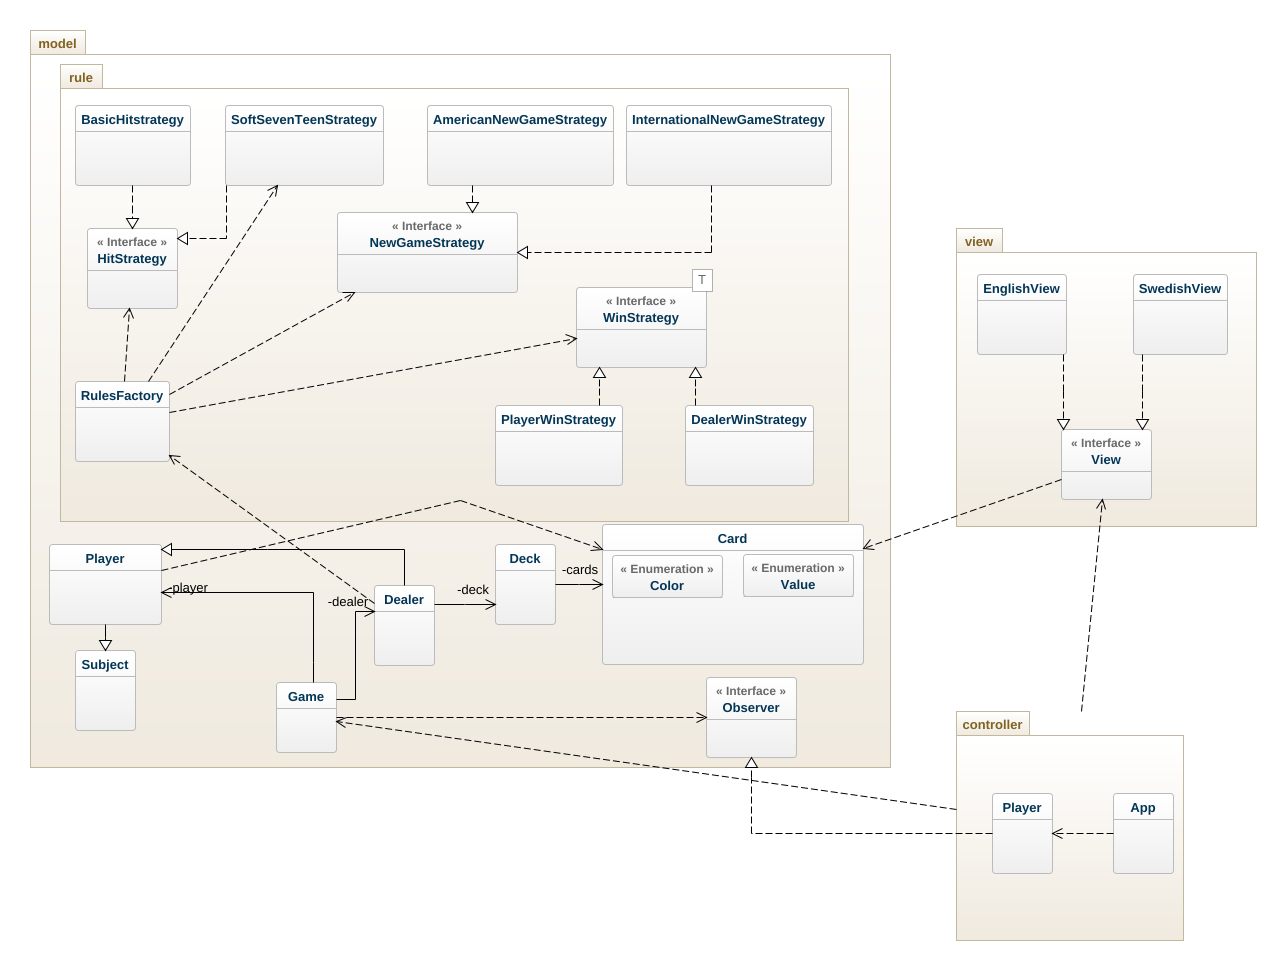 model
rule
BasicHitstrategy
SoftSevenTeenStrategy
AmericanNewGameStrategy
InternationalNewGameStrategy
« Interface »
HitStrategy
« Interface »
NewGameStrategy
T
« Interface »
WinStrategy
RulesFactory
PlayerWinStrategy
DealerWinStrategy
view
EnglishView
SwedishView
« Interface »
View
Player
-player
Subject
-dealer
Dealer
-deck
Deck
-cards
Card
« Enumeration »
Color
« Enumeration »
Value
Game
« Interface »
Observer
controller
Player
App